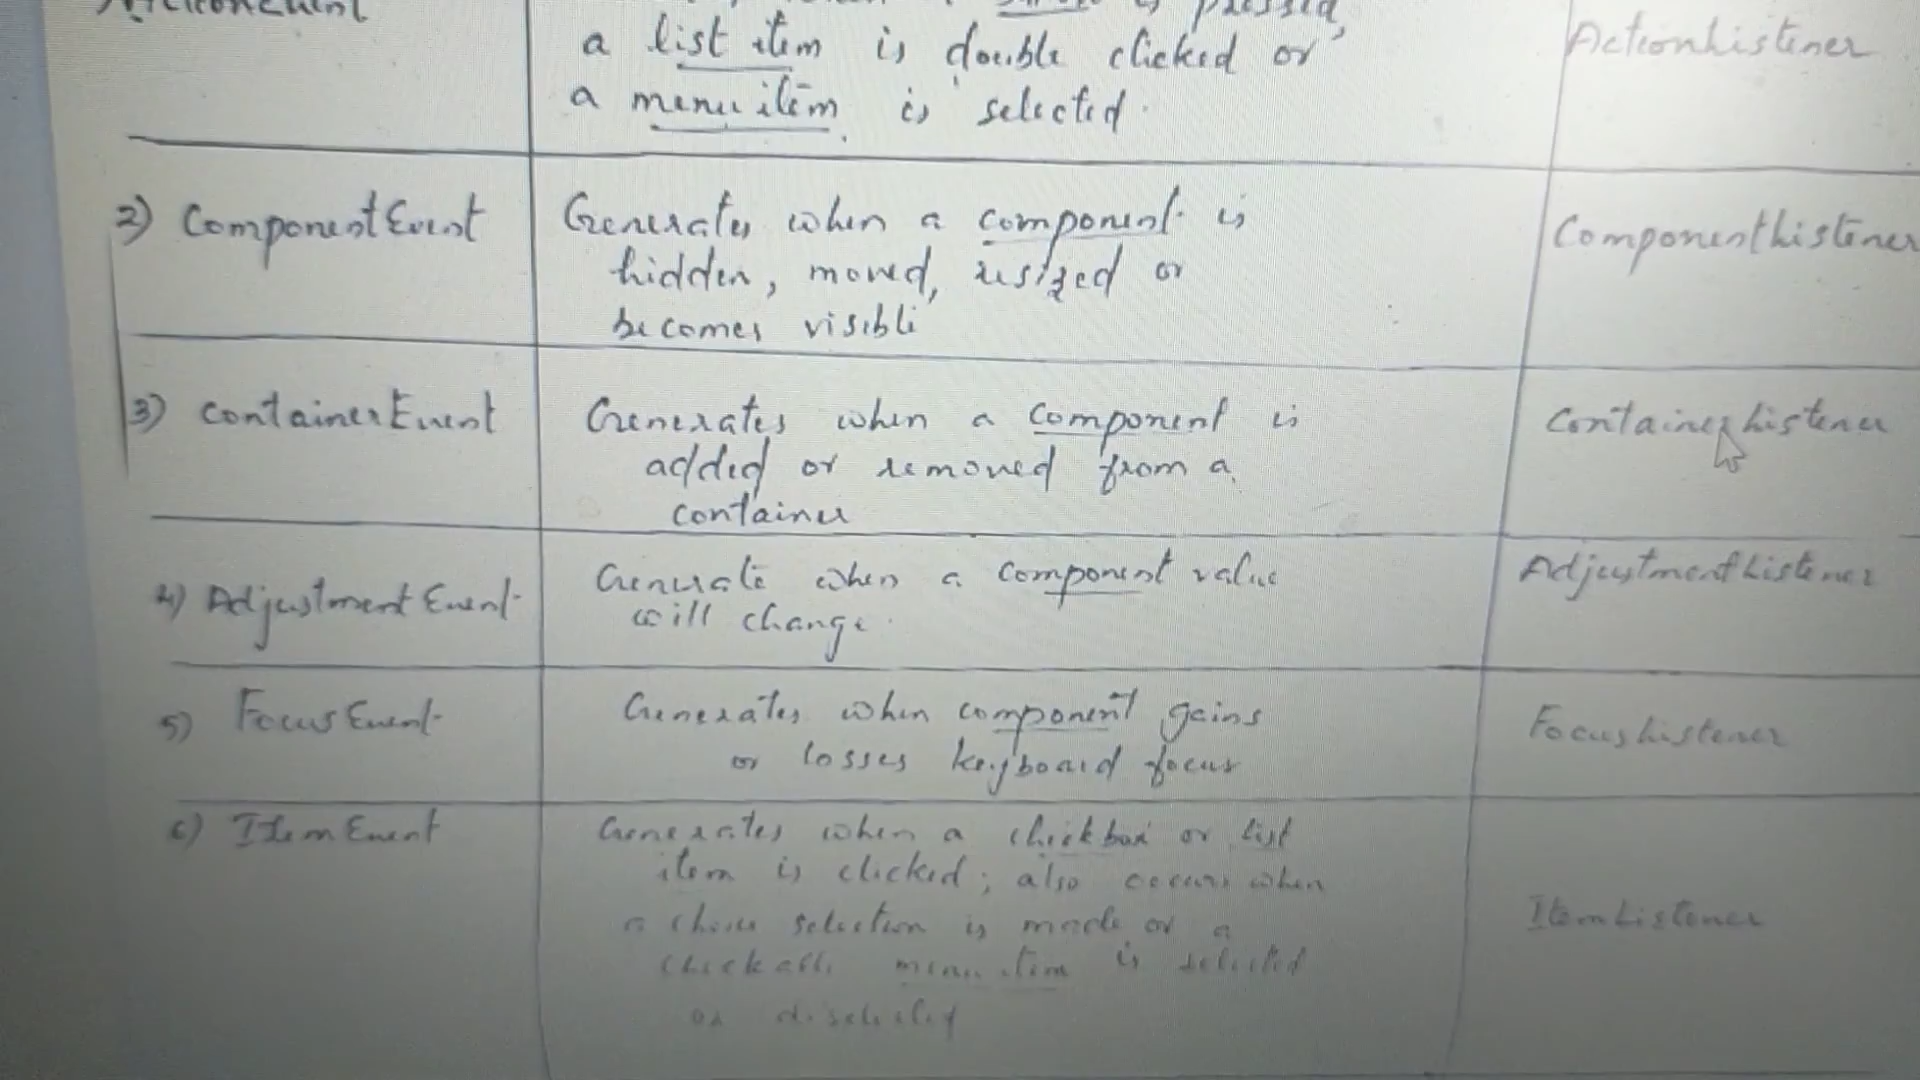 ActionEvent
pressed,
a list item is double clicked or
a menu item is selected.
ActionListener
2) ComponentEvent
Generates when a component is
hidden, moved, resized or
becomes visible
ComponentListener
3) ContainerEvent
Generates when a component is
added or removed from a
container
ContainerListener
4) AdjustmentEvent
Generate when a component value
will change.
AdjustmentListener
5) FocusEvent
Generates when component gains
or losses keyboard focus
FocusListener
6) ItemEvent
Generates when a checkbox or list
item is clicked; also occurs when
a choice selection is made or a
checkable menu item is selected
or deselected
ItemListener